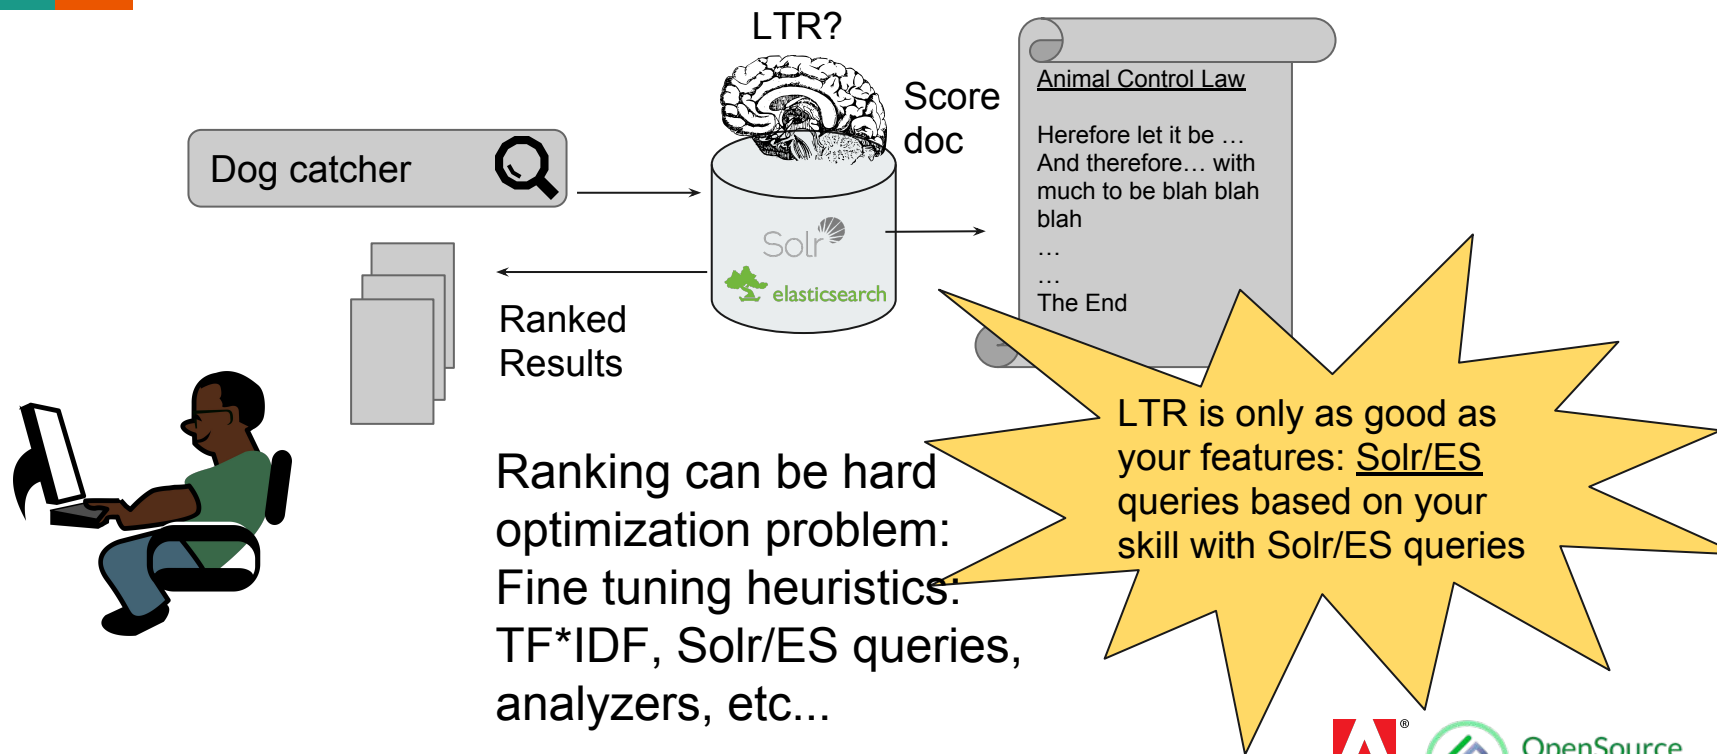 LTR?
Score
doc
Dog catcher
Solr
elasticsearch
Ranked
Results
Animal Control Law
Herefore let it be …
And therefore… with
much to be blah blah
blah
…
…
The End
LTR is only as good as
your features: Solr/ES
queries based on your
skill with Solr/ES queries
Ranking can be hard
optimization problem:
Fine tuning heuristics:
TF*IDF, Solr/ES queries,
analyzers, etc...
®
OpenSource